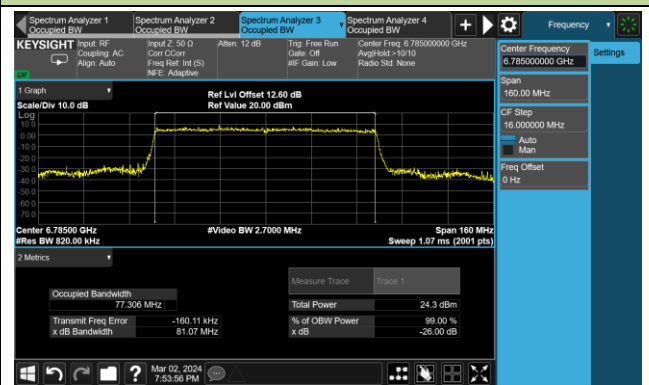 Spectrum Analyzer 1
Occupied BW
Spectrum Analyzer 2
Occupied BW
Spectrum Analyzer 3
Occupied BW
Spectrum Analyzer 4
Occupied BW
Frequency
KEYSIGHT
Input: RF
Coupling: AC
Align: Auto
Input Z: 50 Ω
Corr CCorr
Freq Ref: Int (S)
NFE: Adaptive
Atten: 12 dB
Trig: Free Run
Gate: Off
#IF Gain: Low
Center Freq: 6.785000000 GHz
Avg|Hold:>10/10
Radio Std: None
1 Graph
Scale/Div 10.0 dB
Ref Lvl Offset 12.60 dB
Ref Value 20.00 dBm
Log
10.0
0.00
-10.0
-20.0
-30.0
-40.0
-50.0
-60.0
-70.0
Center 6.78500 GHz
#Res BW 820.00 kHz
#Video BW 2.7000 MHz
Span 160 MHz
Sweep 1.07 ms (2001 pts)
2 Metrics
Measure Trace
Trace 1
Occupied Bandwidth
77.306 MHz
Total Power
24.3 dBm
Transmit Freq Error
-160.11 kHz
% of OBW Power
99.00 %
x dB Bandwidth
81.07 MHz
x dB
-26.00 dB
Mar 02, 2024
7:53:56 PM
Center Frequency
6.785000000 GHz
Settings
Span
160.00 MHz
CF Step
16.000000 MHz
Auto
Man
Freq Offset
0 Hz